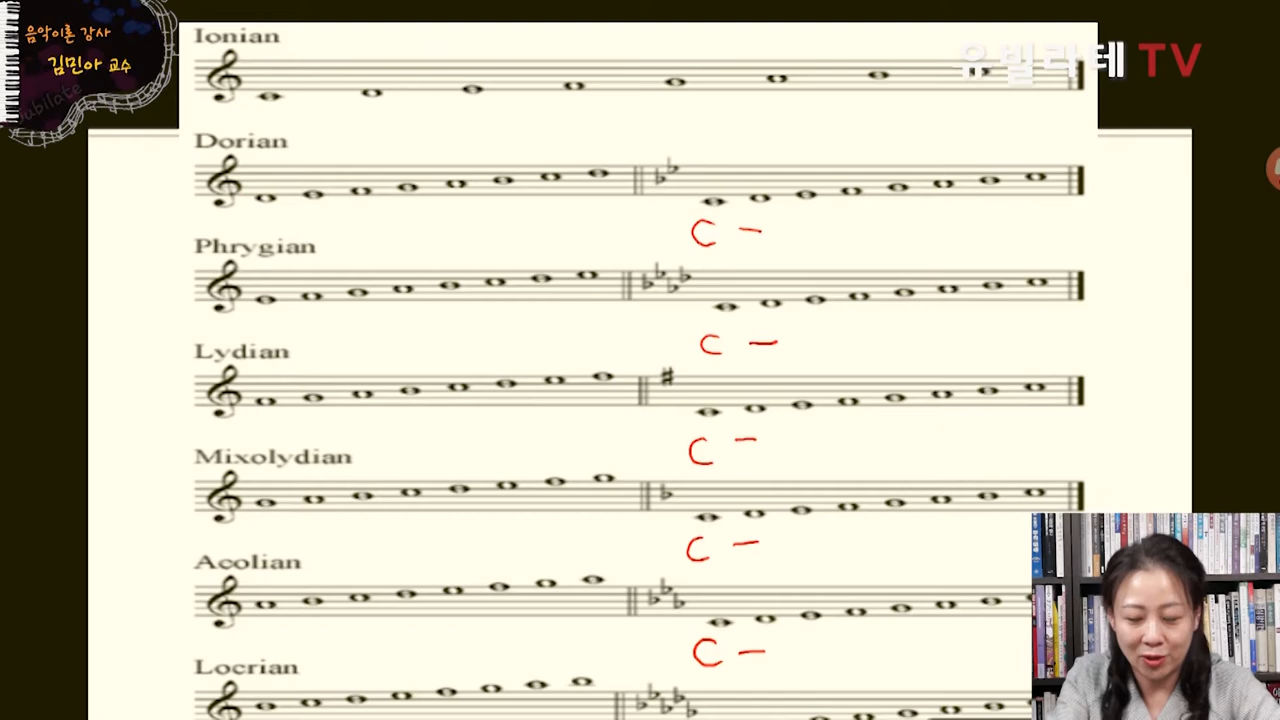 음악이론 강사
김민아 교수
Jubilate
유빌라테 TV
Ionian
Dorian
C -
Phrygian
C -
Lydian
C -
Mixolydian
C -
Aeolian
C -
Locrian